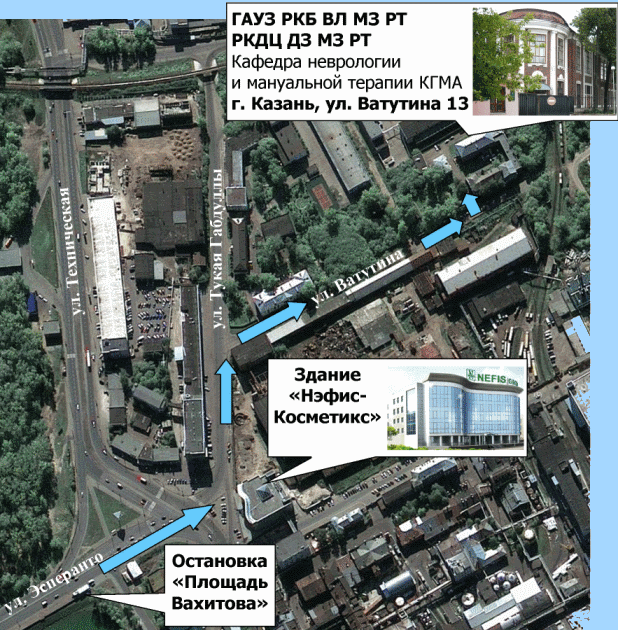 ГАУЗ РКБ ВЛ МЗ РТ
РКДЦ ДЗ МЗ РТ
Кафедра неврологии
и мануальной терапии КГМА
г. Казань, ул. Ватутина 13
ул. Техническая
ул. Тукая Габдуллы
ул. Ватутина
Здание
«Нэфис-
Косметикс»
NEFIS
ул. Эсперанто
Остановка
«Площадь
Вахитова»